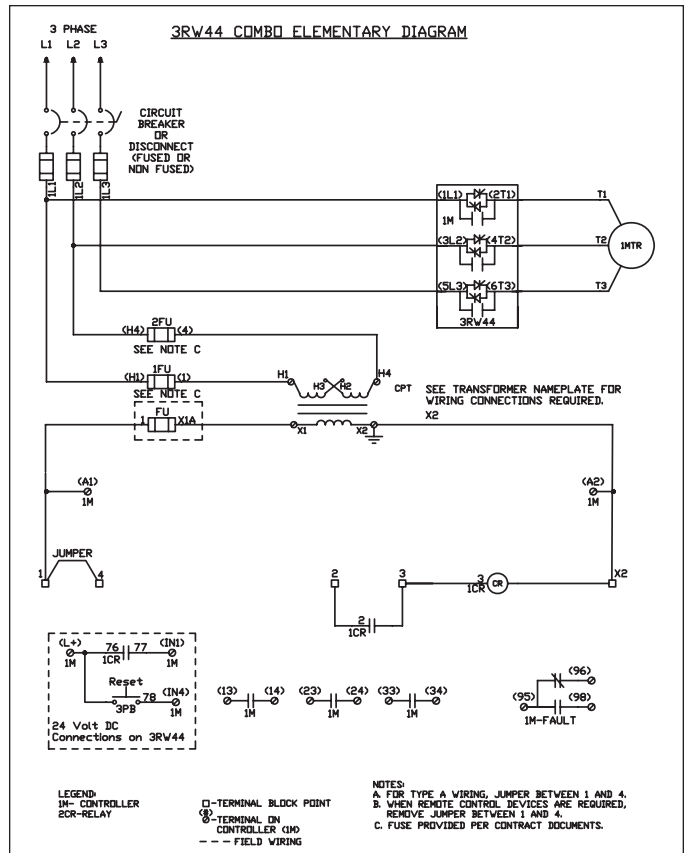 3 PHASE
3RW44 COMBO ELEMENTARY DIAGRAM
L1 L2 L3
CIRCUIT
BREAKER
OR
DISCONNECT
(FUSED OR
NON FUSED)
1L1 1L2 1L3
(1L1) (2T1) T1
1M
(3L2) (4T2) T2
1MTR
(5L3) (6T3) T3
3RW44
2FU
(H4) (4)
SEE NOTE C
1FU
(H1) (1) H1 H3 H2 H4
CPT
SEE NOTE C
SEE TRANSFORMER NAMEPLATE FOR
WIRING CONNECTIONS REQUIRED.
FU
1 X1A X1 X2 X2
(A1) (A2)
1M 1M
JUMPER
1 4 2 3 3 CR X2
1CR
2
1CR
(L+) 76 77 (IN1)
1M 1CR 1M
Reset
78 (IN4)
3PB 1M
24 Volt DC
Connections on 3RW44
(13) (14) (23) (24) (33) (34)
1M 1M 1M
(96)
(95) (98)
1M-FAULT
LEGEND:
1M- CONTROLLER
2CR-RELAY
□-TERMINAL BLOCK POINT
(#)
-TERMINAL ON
CONTROLLER (1M)
- - - - FIELD WIRING
NOTES:
A. FOR TYPE A WIRING, JUMPER BETWEEN 1 AND 4.
B. WHEN REMOTE CONTROL DEVICES ARE REQUIRED,
REMOVE JUMPER BETWEEN 1 AND 4.
C. FUSE PROVIDED PER CONTRACT DOCUMENTS.